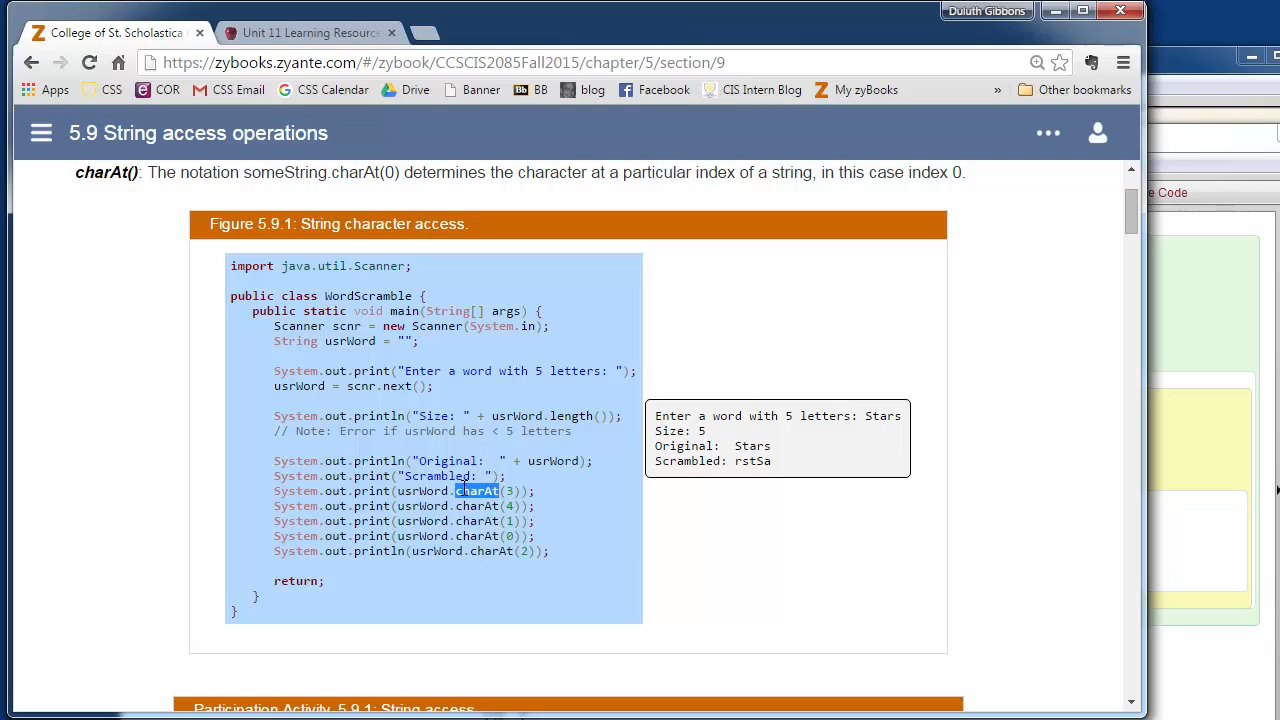 Duluth Gibbons
College of St. Scholastica
Unit 11 Learning Resource
https://zybooks.zyante.com/#/zybook/CCSCIS2085Fall2015/chapter/5/section/9
Apps CSS COR CSS Email CSS Calendar Drive Banner Bb BB blog Facebook CIS Intern Blog My zyBooks » Other bookmarks
5.9 String access operations
Code
charAt(): The notation someString.charAt(0) determines the character at a particular index of a string, in this case index 0.
Figure 5.9.1: String character access.
import java.util.Scanner;
public class WordScramble {
public static void main(String[] args) {
Scanner scnr = new Scanner(System.in);
String usrWord = "";
System.out.print("Enter a word with 5 letters: ");
usrWord = scnr.next();
System.out.println("Size: " + usrWord.length());
// Note: Error if usrWord has < 5 letters
System.out.println("Original:  " + usrWord);
System.out.print("Scrambled: ");
System.out.print(usrWord.charAt(3));
System.out.print(usrWord.charAt(4));
System.out.print(usrWord.charAt(1));
System.out.print(usrWord.charAt(0));
System.out.println(usrWord.charAt(2));
return;
}
}
Enter a word with 5 letters: Stars
Size: 5
Original:  Stars
Scrambled: rstSa
Participation Activity 5.9.1: String access